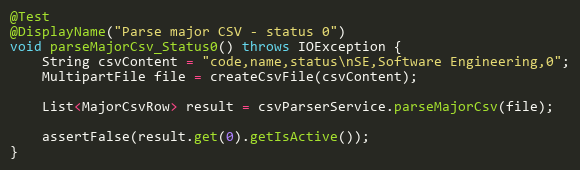 @Test
@DisplayName("Parse major CSV - status 0")
void parseMajorCsv_Status0() throws IOException {
    String csvContent = "code,name,status\nSE,Software Engineering,0";
    MultipartFile file = createCsvFile(csvContent);

    List<MajorCsvRow> result = csvParserService.parseMajorCsv(file);

    assertFalse(result.get(0).getIsActive());
}